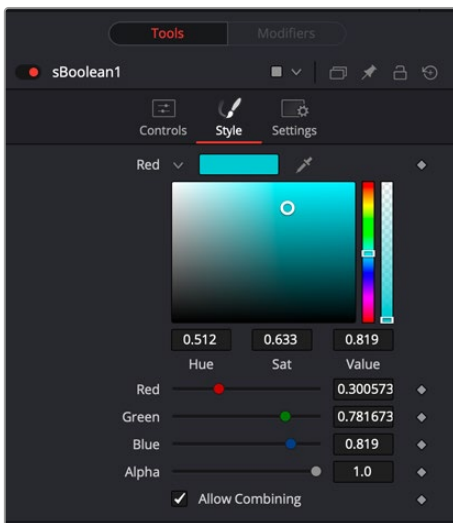 Tools Modifiers
sBoolean1
Controls Style Settings
Red
0.512 0.633 0.819
Hue Sat Value
Red 0.300573
Green 0.781673
Blue 0.819
Alpha 1.0
Allow Combining